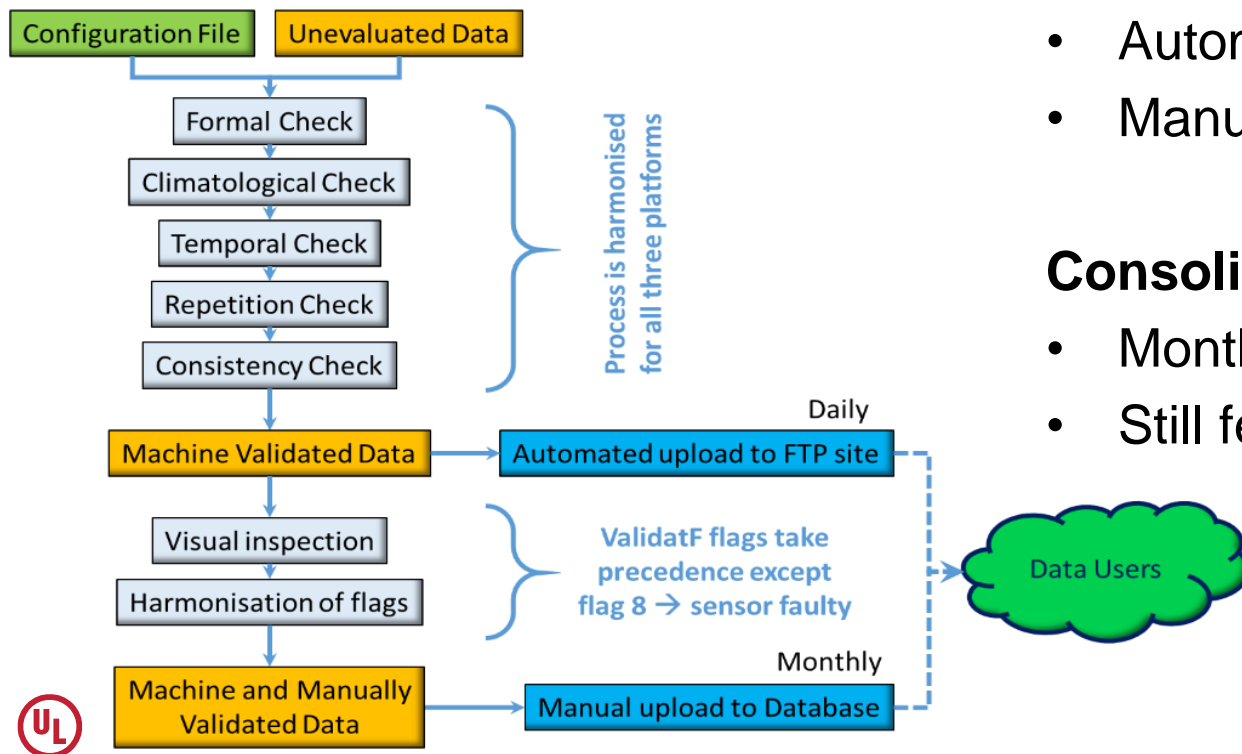 Configuration File
Unevaluated Data
Formal Check
Climatological Check
Temporal Check
Repetition Check
Consistency Check
Process is harmonised
for all three platforms
Machine Validated Data
Daily
Automated upload to FTP site
Visual inspection
Harmonisation of flags
ValidatF flags take
precedence except
flag 8 → sensor faulty
Machine and Manually
Validated Data
Monthly
Manual upload to Database
Data Users
UL
•
•
•
• Still